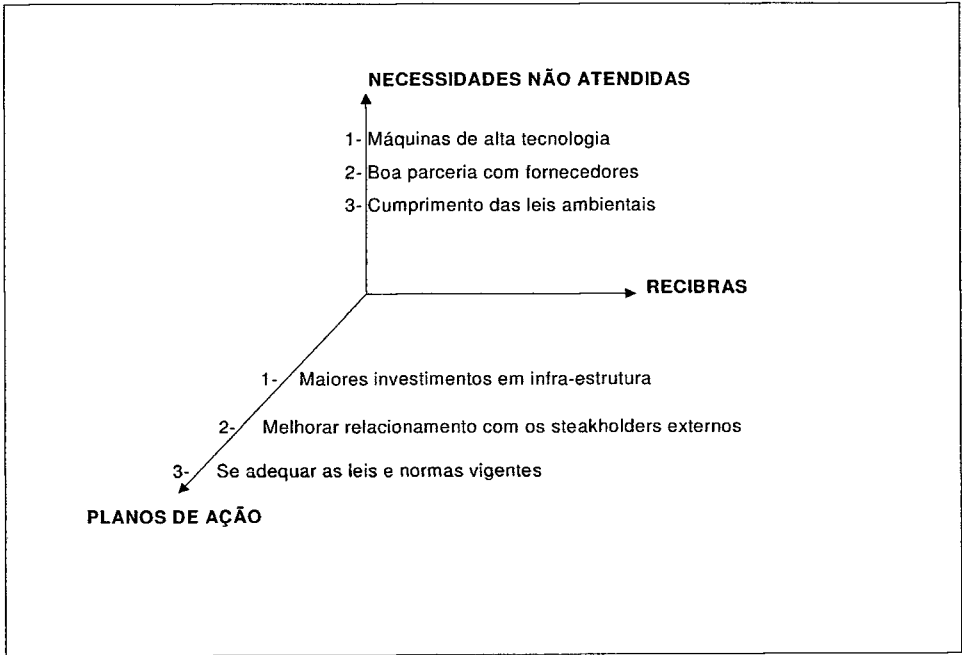 NECESSIDADES NÃO ATENDIDAS
1- Máquinas de alta tecnologia
2- Boa parceria com fornecedores
3- Cumprimento das leis ambientais
RECIBRAS
1- Maiores investimentos em infra-estrutura
2- Melhorar relacionamento com os steakholders externos
3- Se adequar as leis e normas vigentes
PLANOS DE AÇÃO